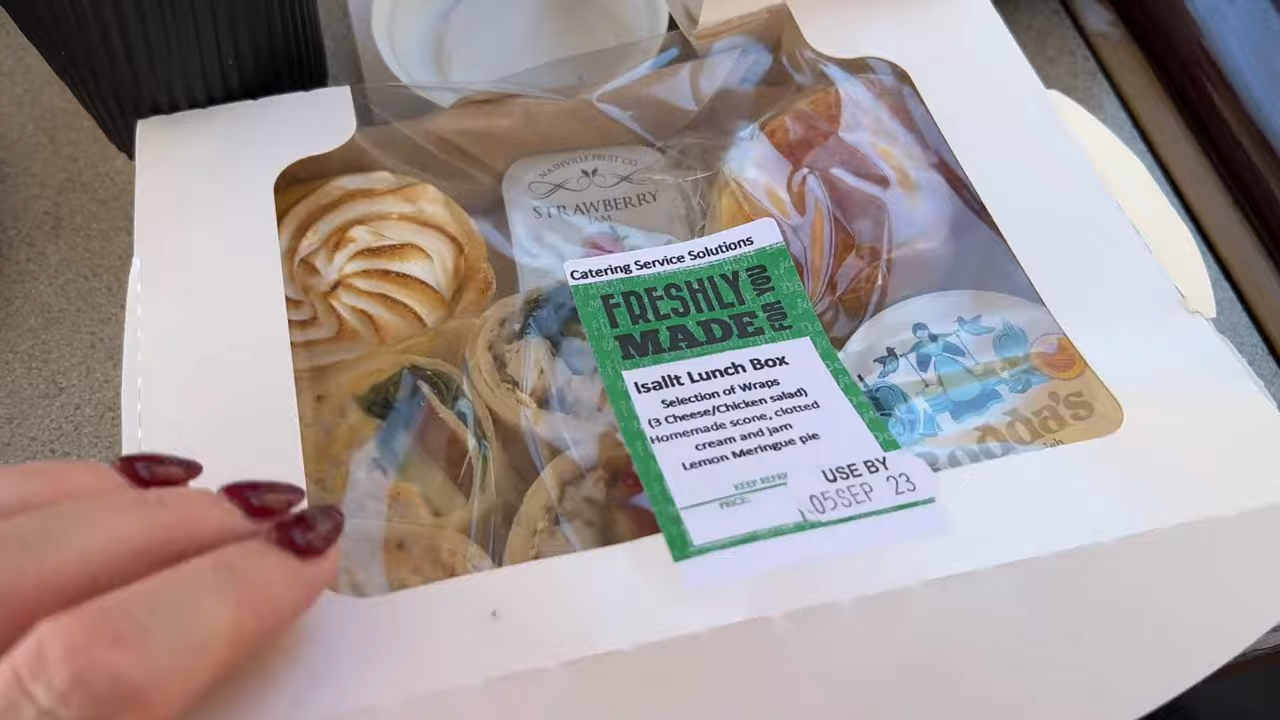 NASHVILLE FRUIT CO
STRAWBERRY
JAM
Catering Service Solutions
FRESHLY
MADE
FOR YOU
Isallt Lunch Box
Selection of Wraps
(3 Cheese/Chicken salad)
Homemade scone, clotted
cream and jam
Lemon Meringue pie
KEEP REFRI
PRICE:
USE BY
05SEP 23
Rodda's